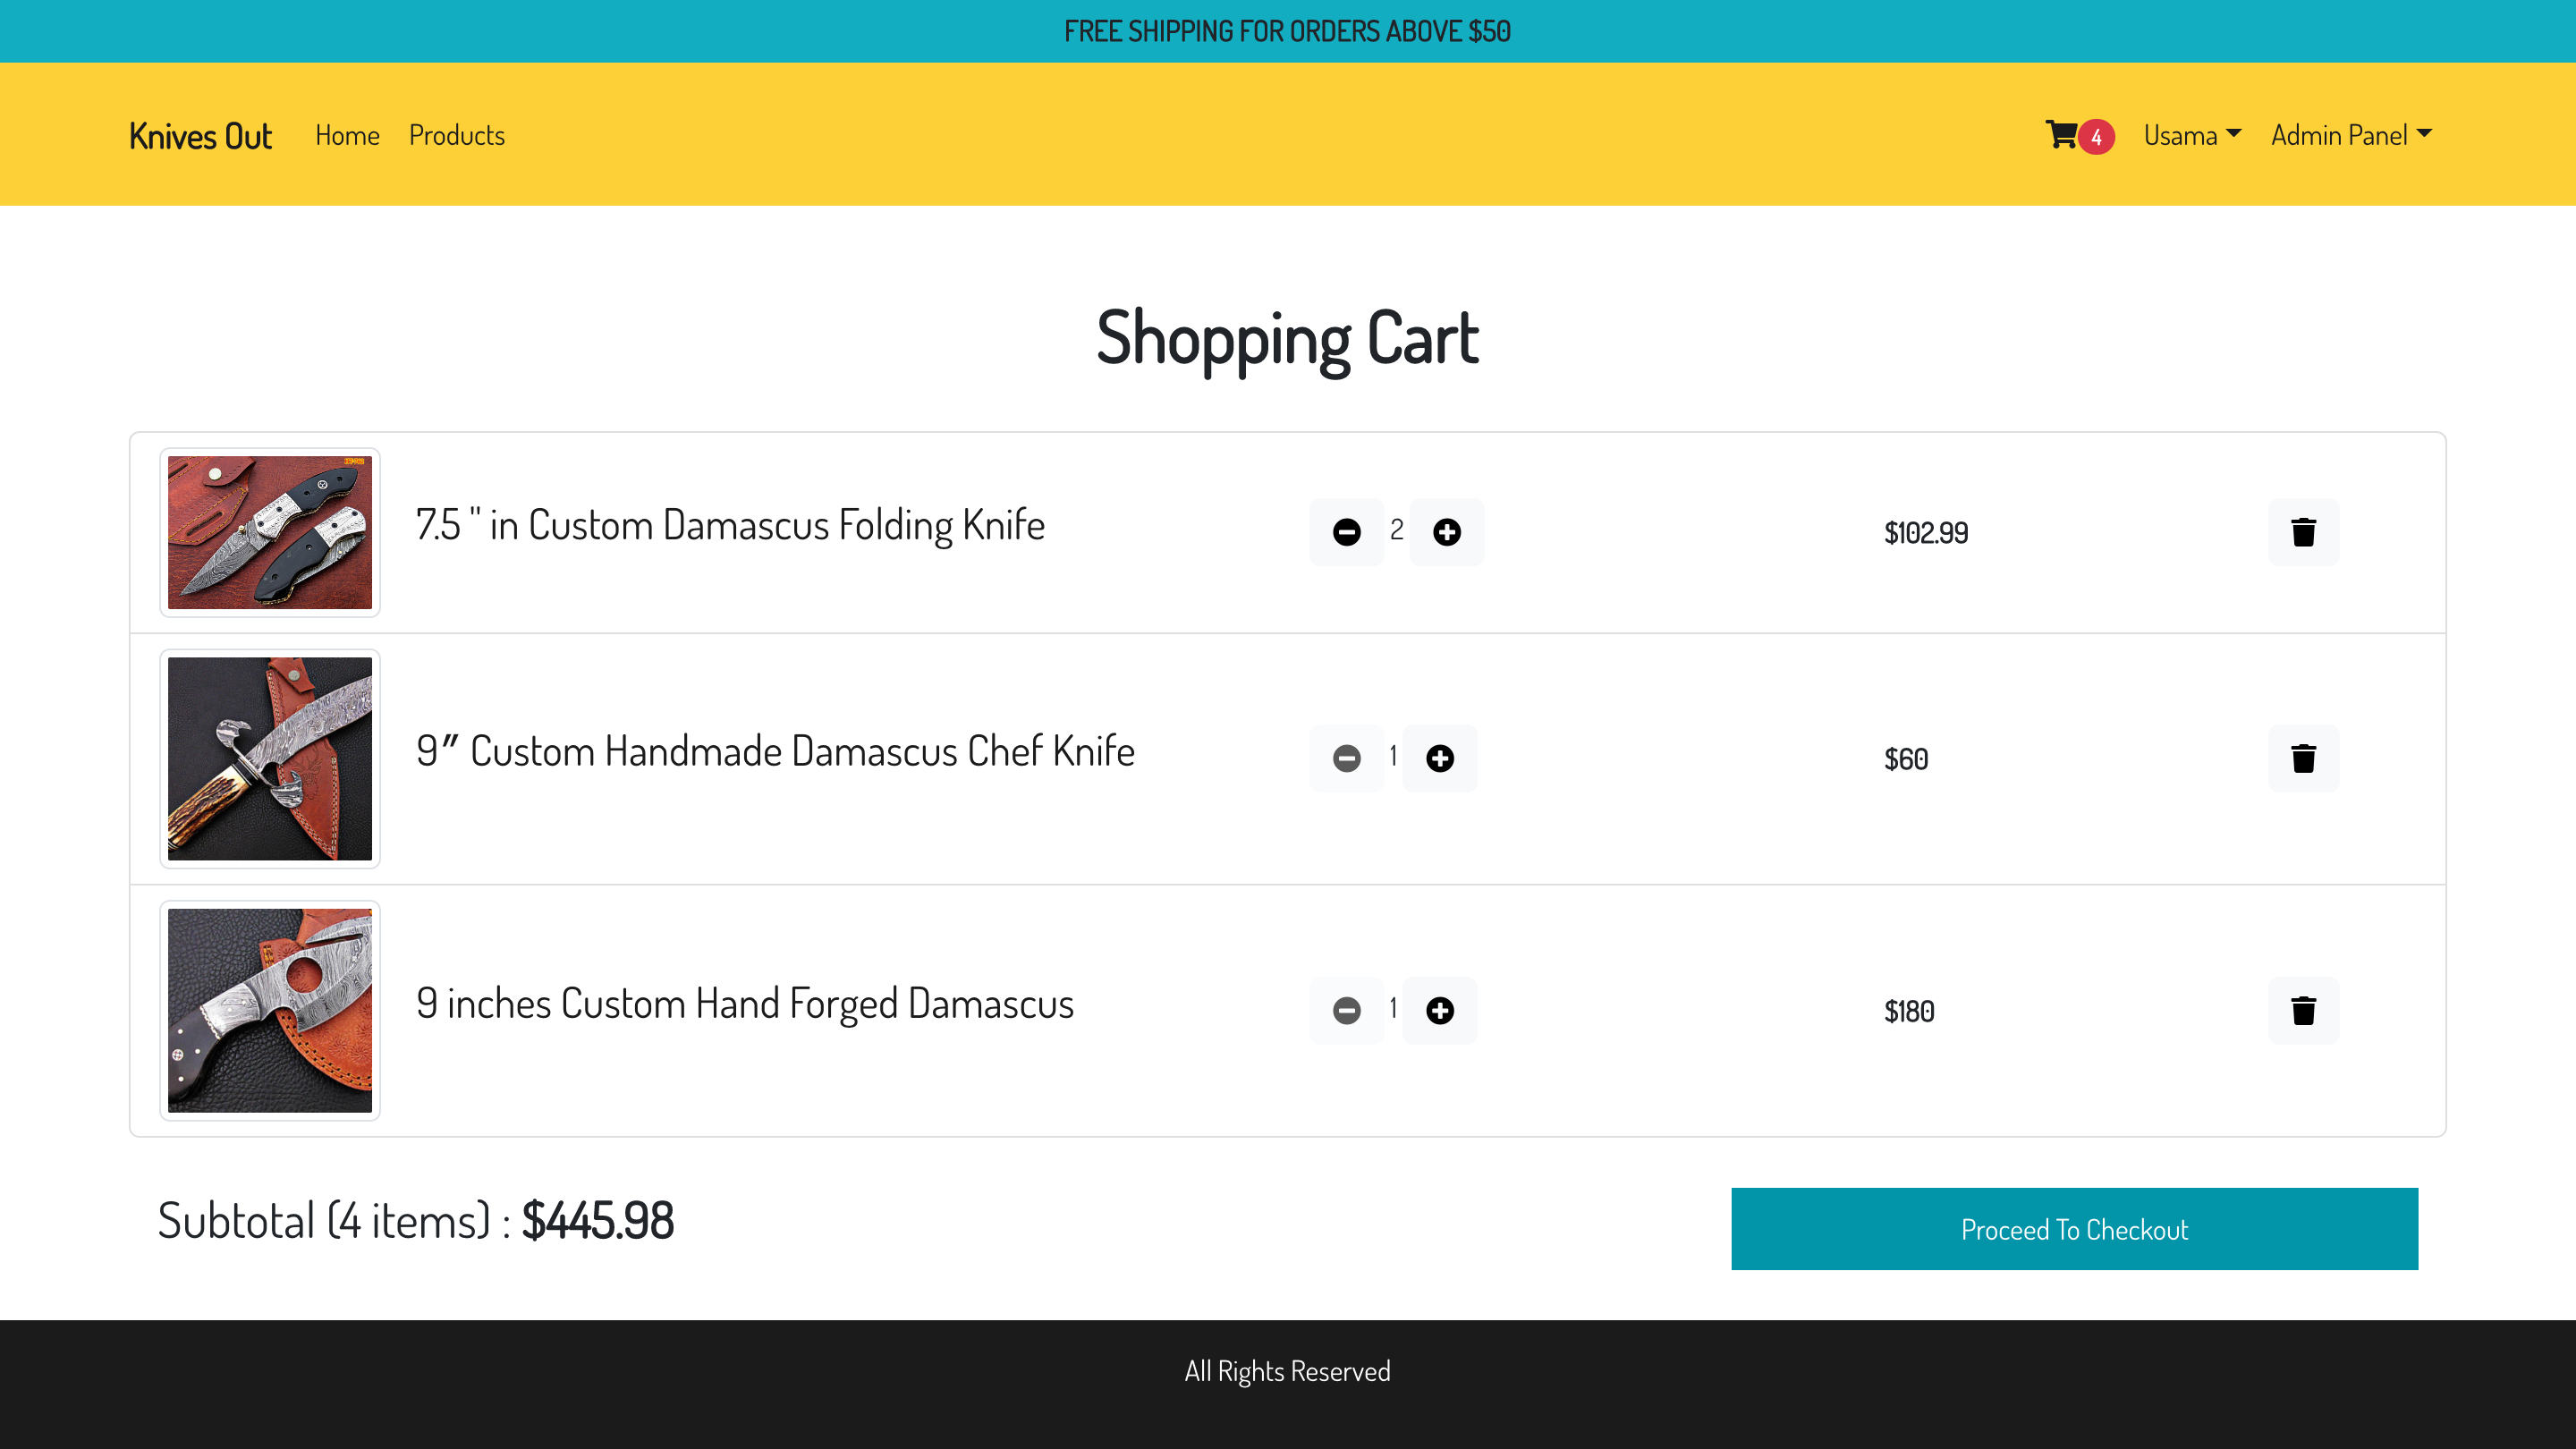 FREE SHIPPING FOR ORDERS ABOVE $50
Knives Out Home Products 4 Usama Admin Panel
Shopping Cart
7.5 " in Custom Damascus Folding Knife 2 $102.99
9″ Custom Handmade Damascus Chef Knife 1 $60
9 inches Custom Hand Forged Damascus 1 $180
Subtotal (4 items) : $445.98
Proceed To Checkout
All Rights Reserved